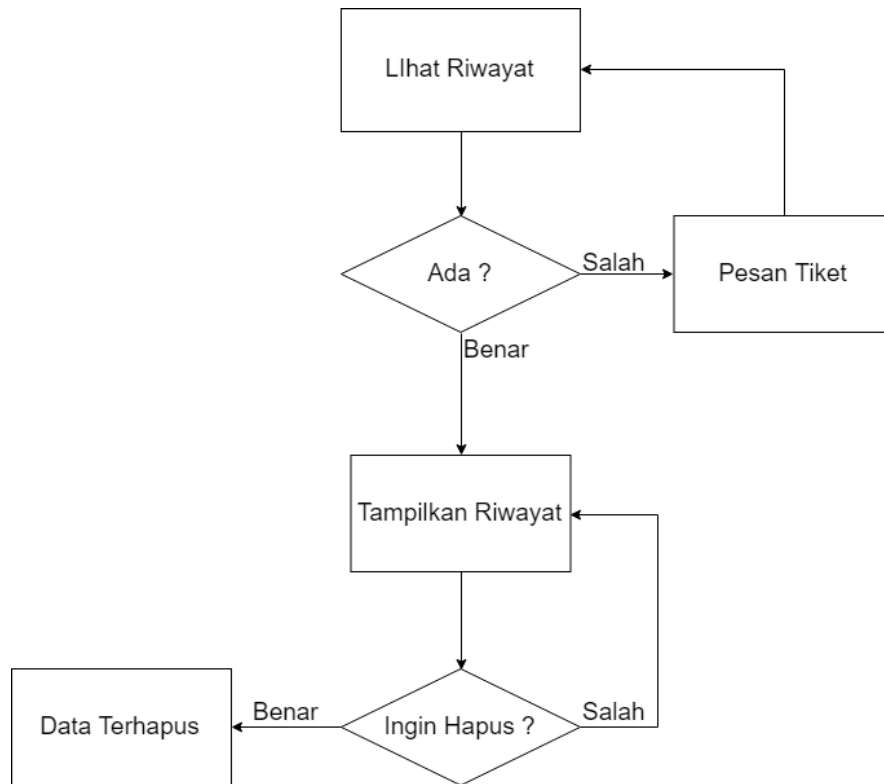 LIhat Riwayat
Ada ?
Salah
Pesan Tiket
Benar
Tampilkan Riwayat
Data Terhapus
Benar
Ingin Hapus ?
Salah